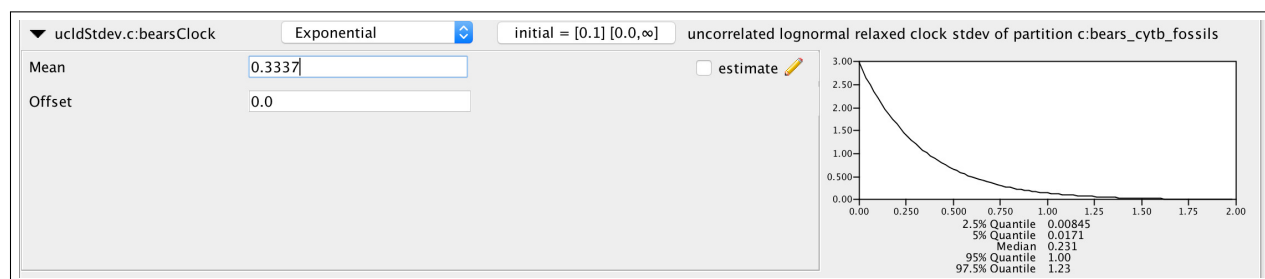 ucldStdev.c:bearsClock Exponential initial = [0.1] [0.0,∞] uncorrelated lognormal relaxed clock stdev of partition c:bears_cytb_fossils
Mean 0.3337 estimate
Offset 0.0
3.00
2.50
2.00
1.50
1.00
0.500
0.00
0.00 0.250 0.500 0.750 1.00 1.25 1.50 1.75 2.00
2.5% Quantile 0.00845
5% Quantile 0.0171
Median 0.231
95% Quantile 1.00
97.5% Quantile 1.23